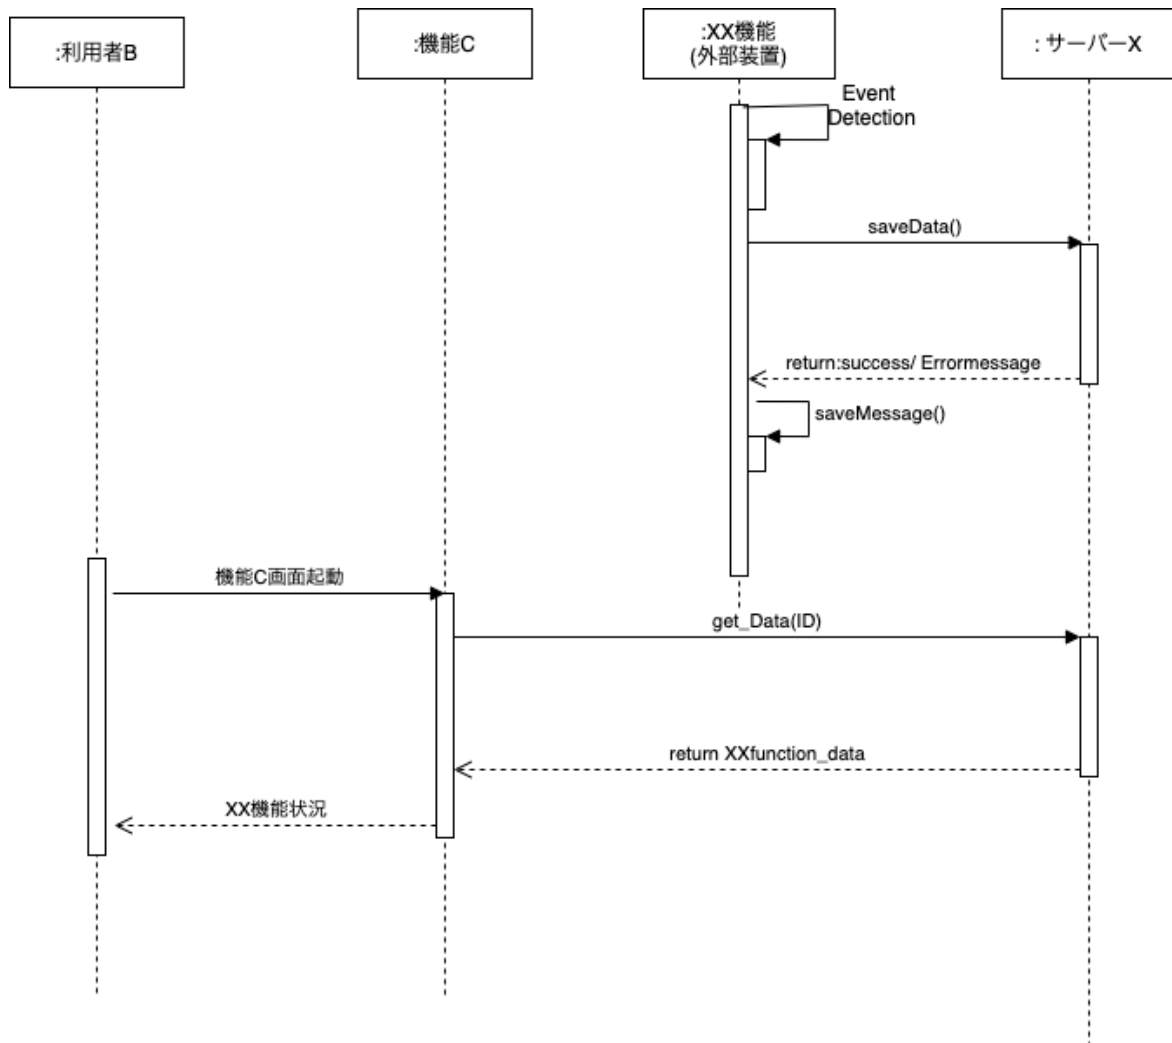 :利用者B
:機能C
:XX機能
(外部装置)
: サーバーX
Event
Detection
saveData()
return:success/ Errormessage
saveMessage()
機能C画面起動
get_Data(ID)
return XXfunction_data
XX機能状況